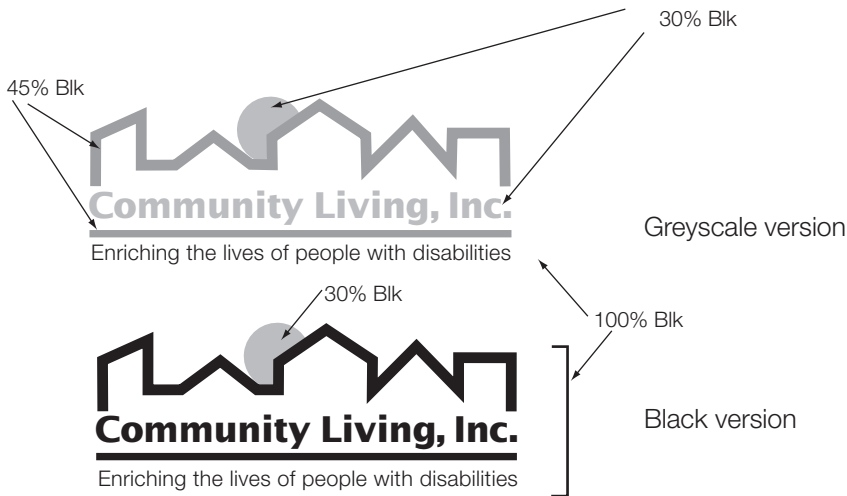 30% Blk
45% Blk
Community Living, Inc.
Greyscale version
Enriching the lives of people with disabilities
30% Blk
100% Blk
Community Living, Inc.
Black version
Enriching the lives of people with disabilities